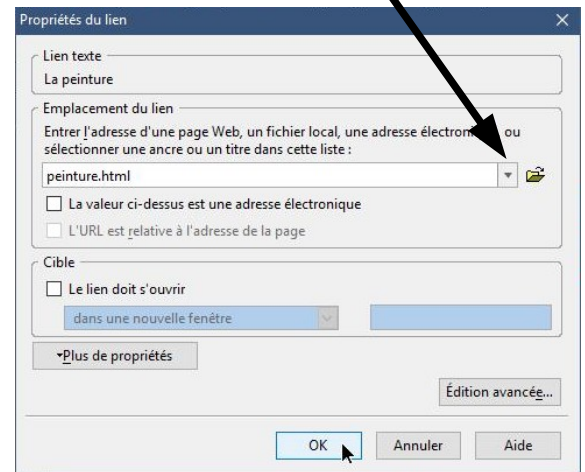 Propriétés du lien
Lien texte
La peinture
Emplacement du lien
Entrer l'adresse d'une page Web, un fichier local, une adresse électronique, ou
sélectionner une ancre ou un titre dans cette liste :
peinture.html
La valeur ci-dessus est une adresse électronique
L'URL est relative à l'adresse de la page
Cible
Le lien doit s'ouvrir
dans une nouvelle fenêtre
Plus de propriétés
Édition avancée...
OK
Annuler
Aide